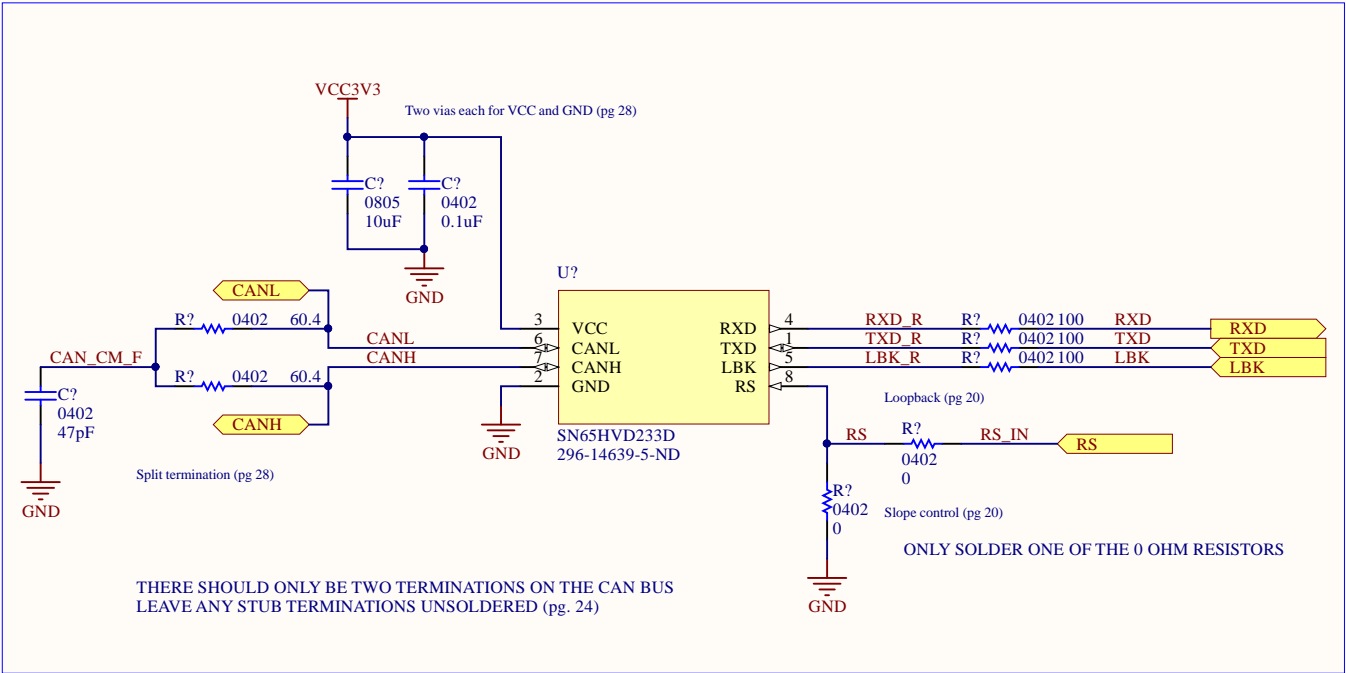 VCC3V3
Two vias each for VCC and GND (pg 28)
C?
0805
10uF
C?
0402
0.1uF
GND
U?
CANL
R? 0402 60.4
CANL
CANH
CAN_CM_F
R? 0402 60.4
C?
0402
47pF
CANH
GND
Split termination (pg 28)
3 VCC
6 CANL
7 CANH
2 GND
GND
RXD 4
TXD 1
LBK 5
RS 8
SN65HVD233D
296-14639-5-ND
RXD_R R? 0402 100 RXD RXD
TXD_R R? 0402 100 TXD TXD
LBK_R R? 0402 100 LBK LBK
Loopback (pg 20)
RS R? RS_IN RS
0402
0
R?
0402
0
Slope control (pg 20)
ONLY SOLDER ONE OF THE 0 OHM RESISTORS
GND
THERE SHOULD ONLY BE TWO TERMINATIONS ON THE CAN BUS
LEAVE ANY STUB TERMINATIONS UNSOLDERED (pg. 24)